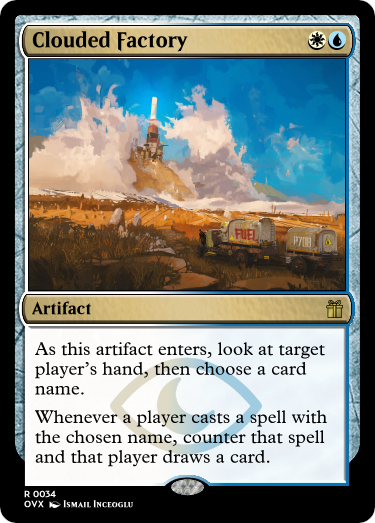 Clouded Factory
FUEL
P70B
Artifact
As this artifact enters, look at target
player's hand, then choose a card
name.
Whenever a player casts a spell with
the chosen name, counter that spell
and that player draws a card.
R 0034
OVX Ismail Inceoglu